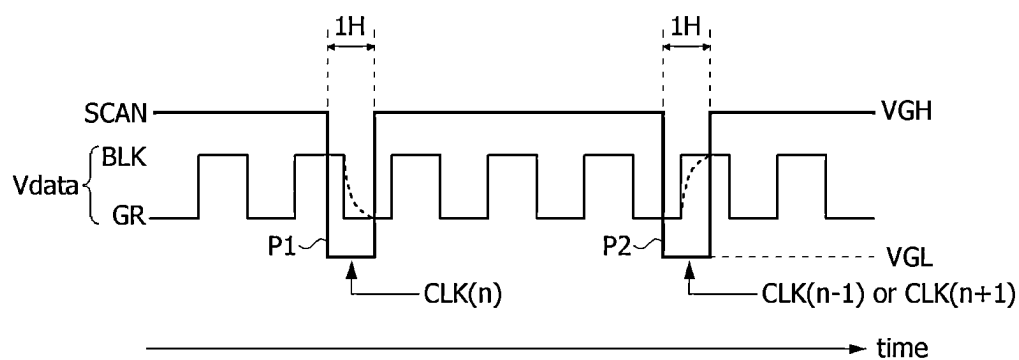 1H 1H
SCAN VGH
BLK
Vdata
GR
P1 P2
VGL
CLK(n) CLK(n-1) or CLK(n+1)
time